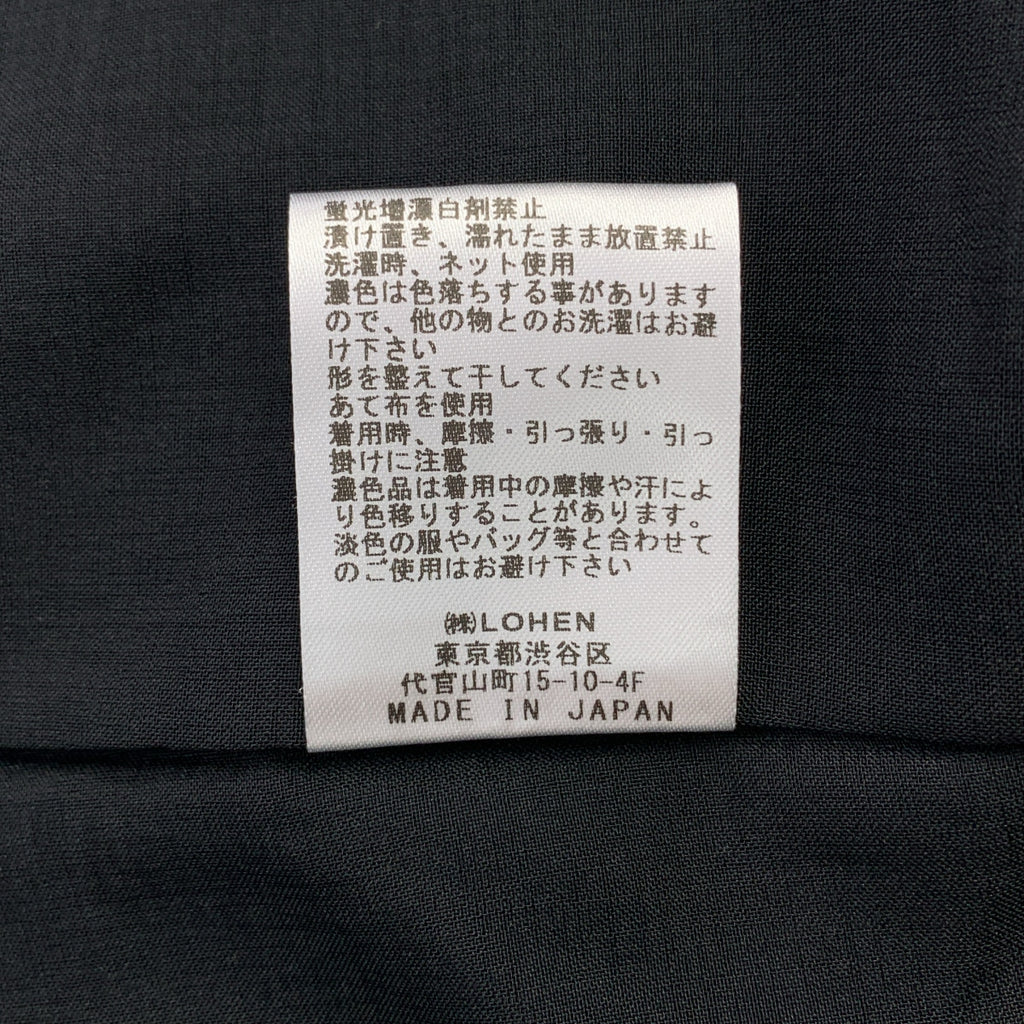 蛍光増漂白剤禁止
漬け置き、濡れたまま放置禁止
洗濯時、ネット使用
濃色は色落ちする事があります
ので、他の物とのお洗濯はお避
け下さい
形を整えて干してください
あて布を使用
着用時、摩擦・引っ張り・引っ
掛けに注意
濃色品は着用中の摩擦や汗によ
り色移りすることがあります。
淡色の服やバッグ等と合わせて
のご使用はお避け下さい
㈱LOHEN
東京都渋谷区
代官山町15-10-4F
MADE IN JAPAN